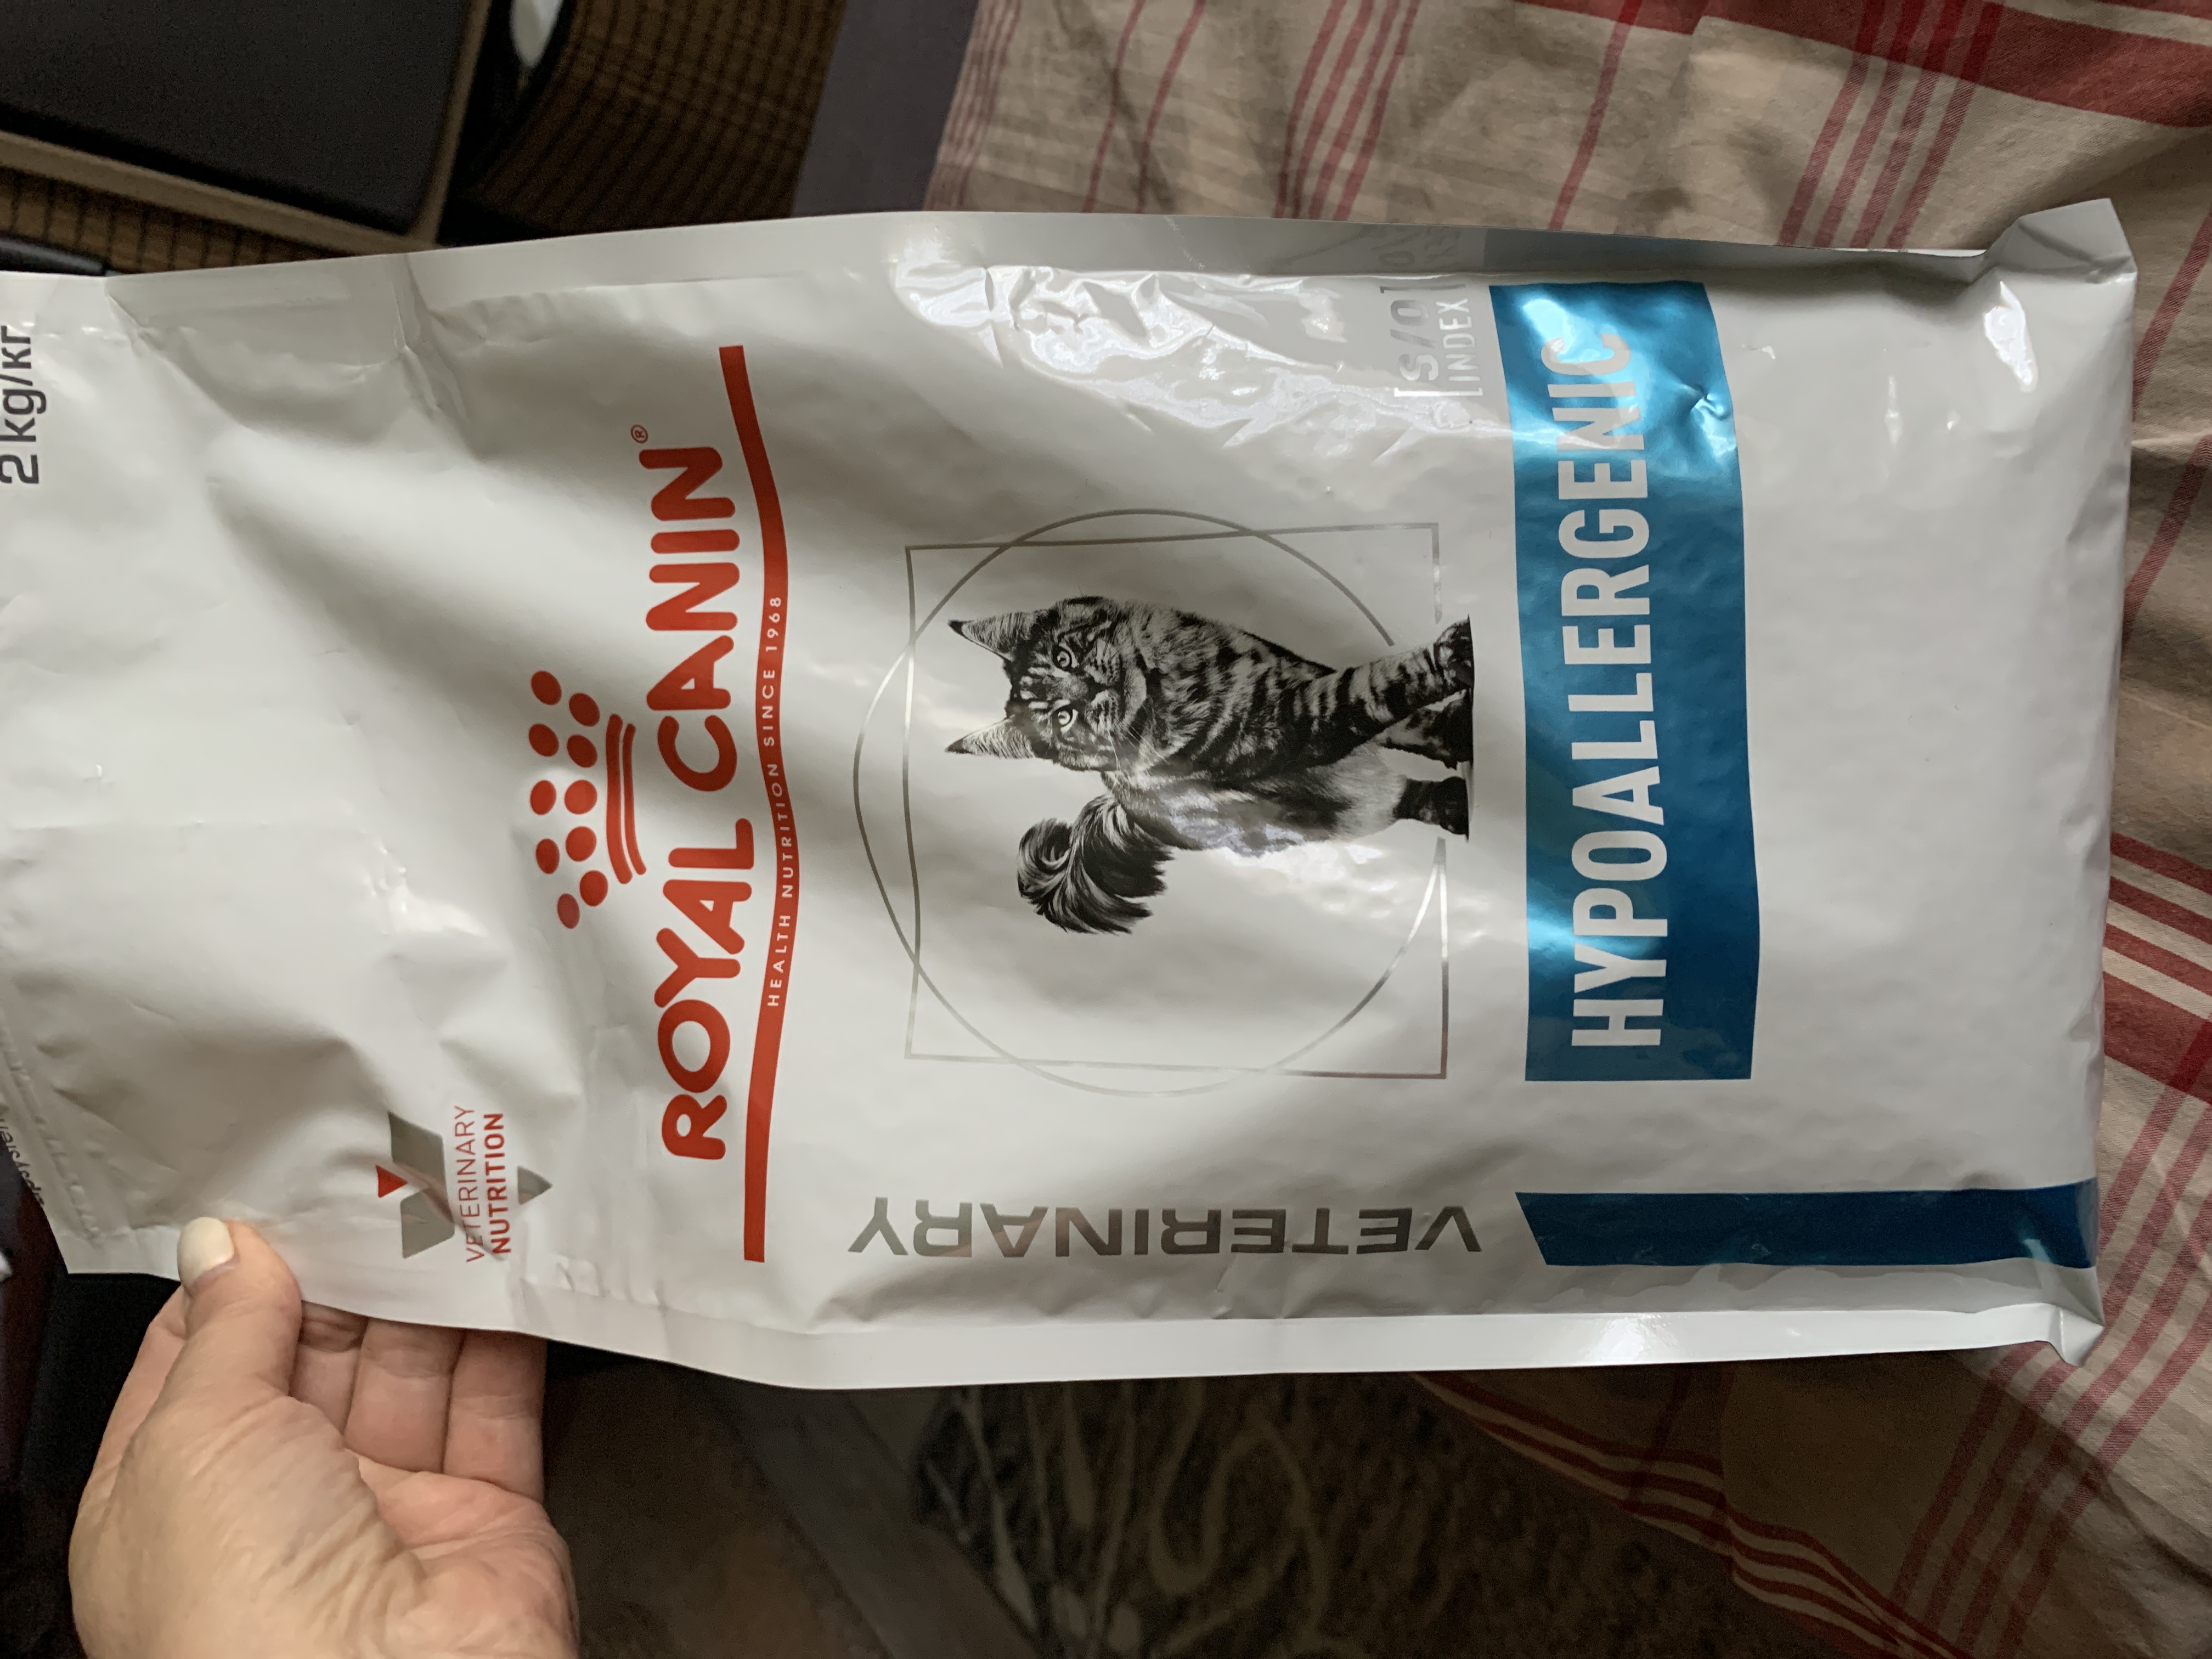 2 kg/кг
VETERINARY
NUTRITION
ROYAL CANIN®
HEALTH NUTRITION SINCE 1968
VETERINARY
[S/O]
[INDEX]
HYPOALLERGENIC